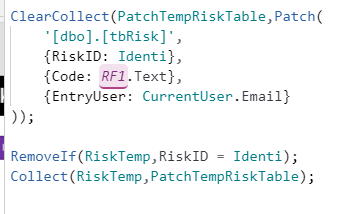 ClearCollect(PatchTempRiskTable,Patch(
'[dbo].[tbRisk]',
{RiskID: Identi},
{Code: RF1.Text},
{EntryUser: CurrentUser.Email}
));
RemoveIf(RiskTemp,RiskID = Identi);
Collect(RiskTemp,PatchTempRiskTable);